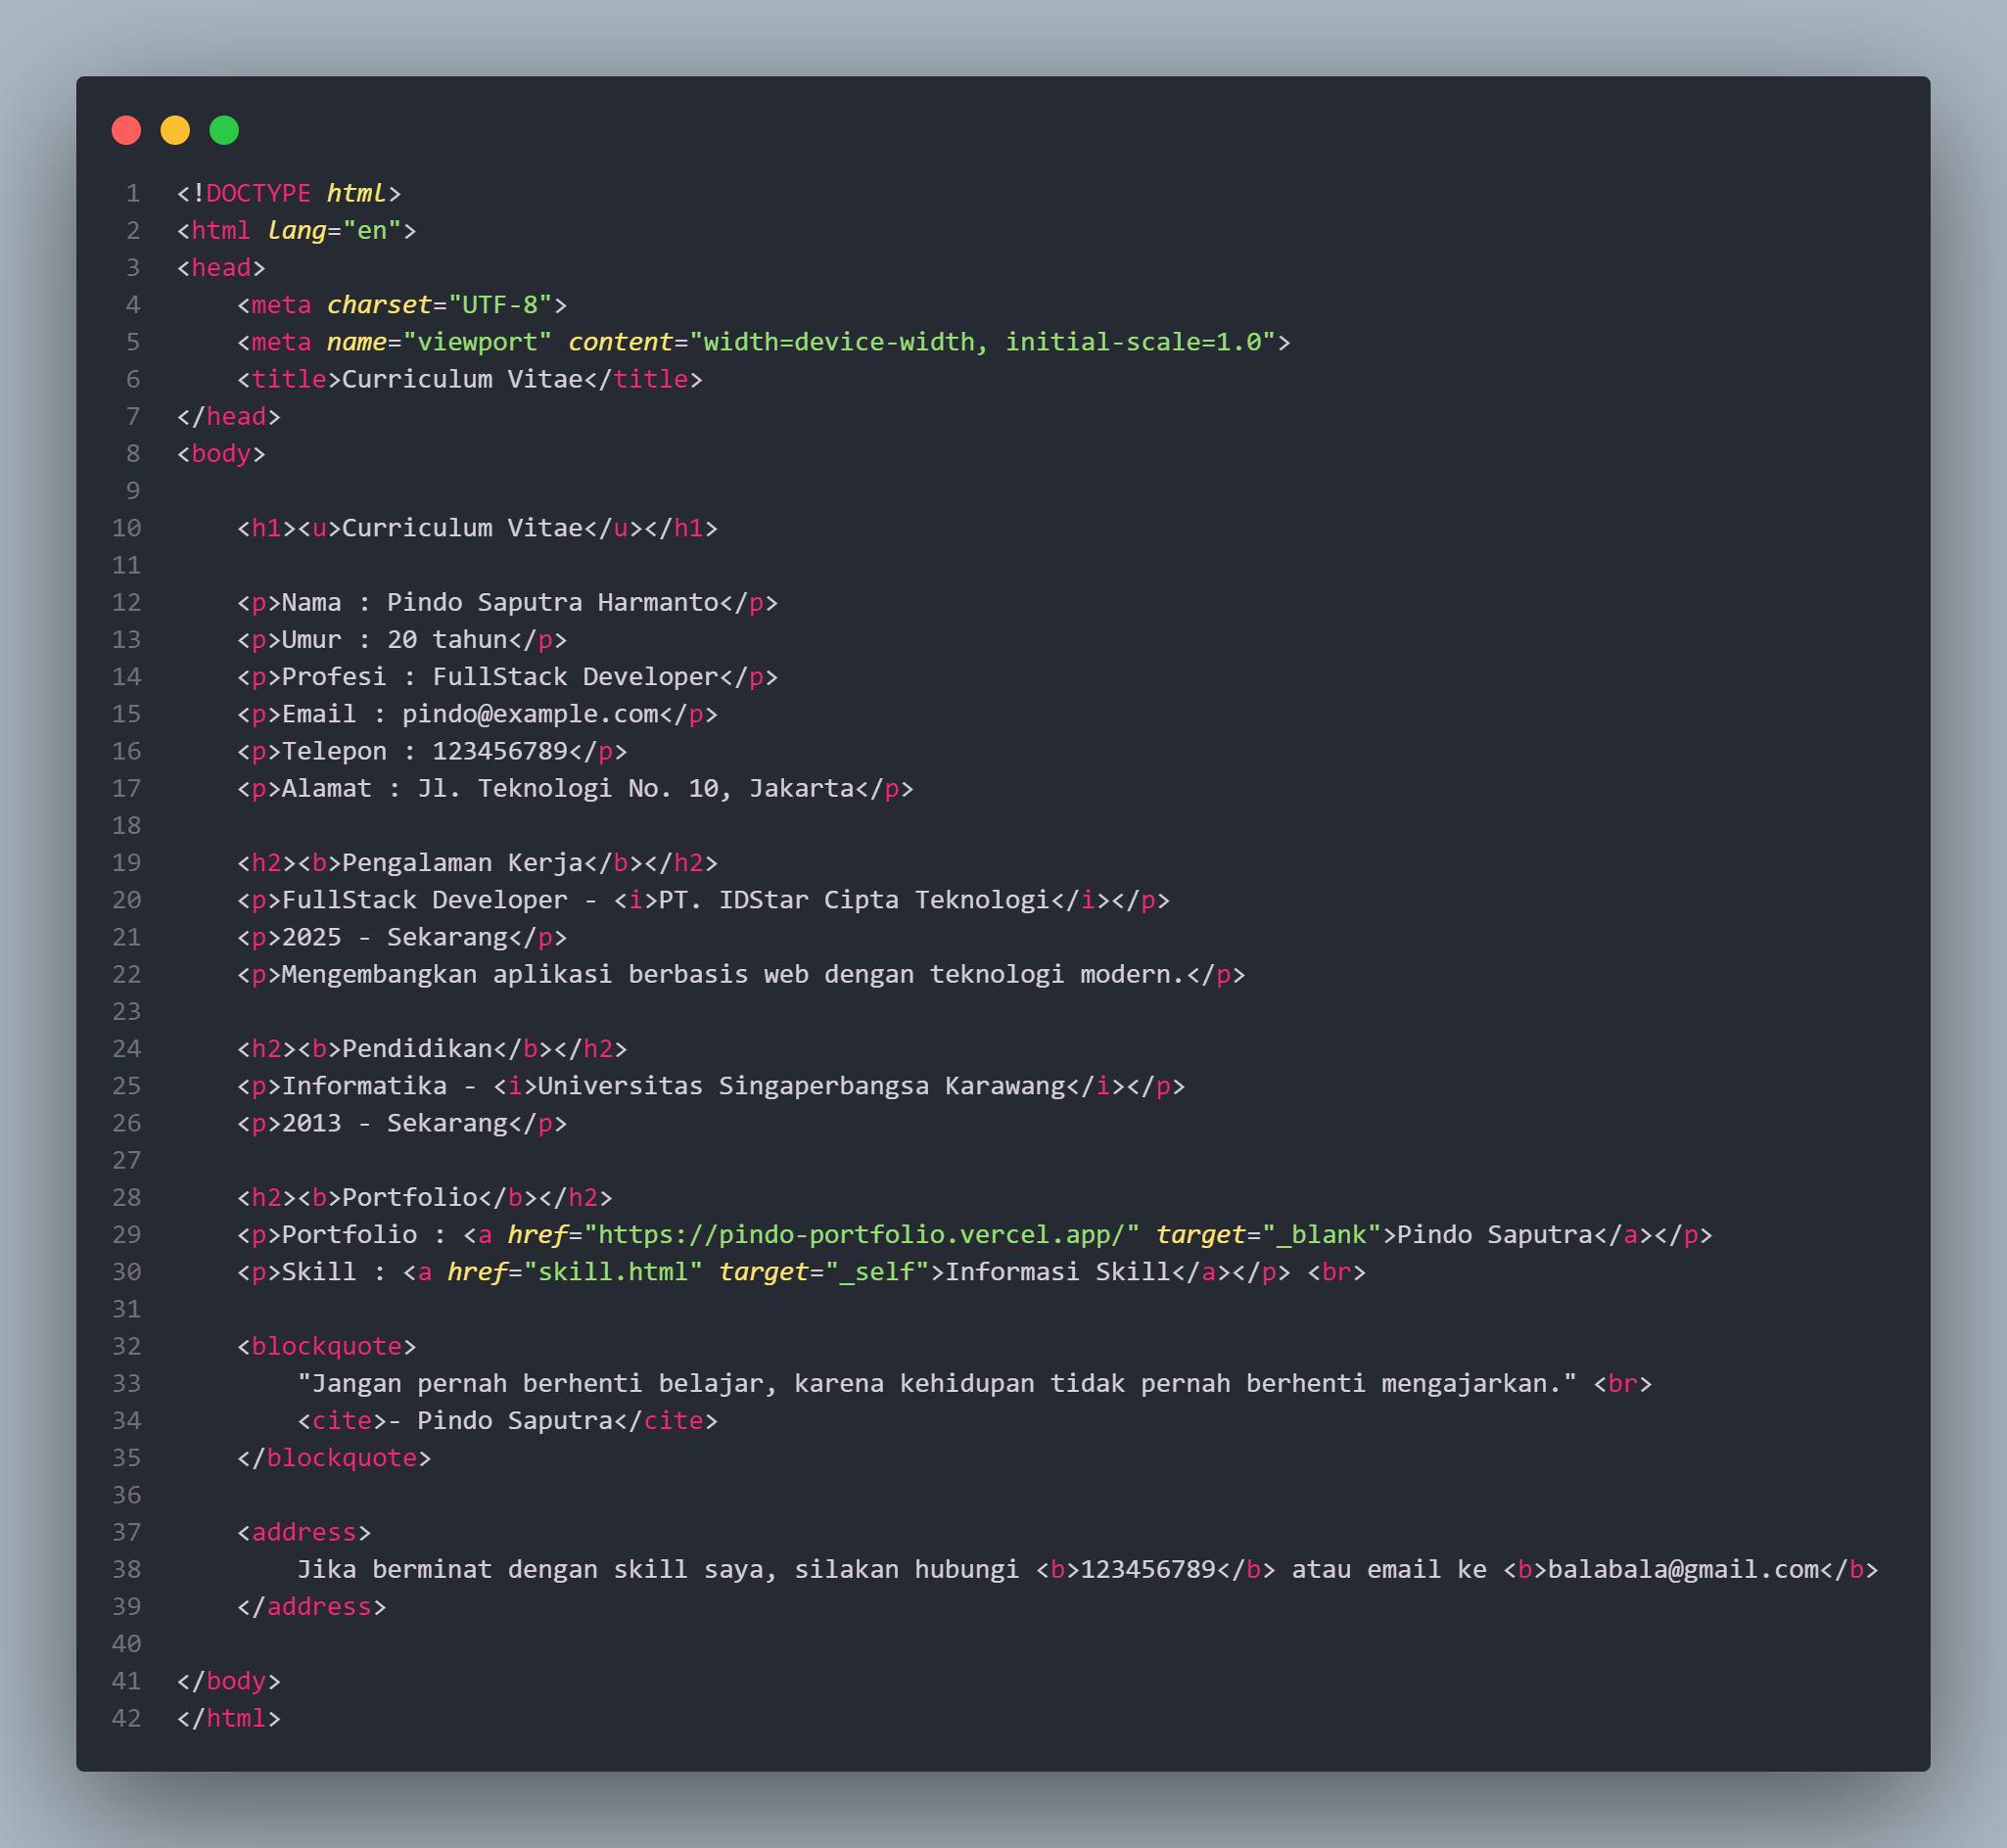 1 <!DOCTYPE html>
2 <html lang="en">
3 <head>
4     <meta charset="UTF-8">
5     <meta name="viewport" content="width=device-width, initial-scale=1.0">
6     <title>Curriculum Vitae</title>
7 </head>
8 <body>
9
10     <h1><u>Curriculum Vitae</u></h1>
11
12     <p>Nama : Pindo Saputra Harmanto</p>
13     <p>Umur : 20 tahun</p>
14     <p>Profesi : FullStack Developer</p>
15     <p>Email : pindo@example.com</p>
16     <p>Telepon : 123456789</p>
17     <p>Alamat : Jl. Teknologi No. 10, Jakarta</p>
18
19     <h2><b>Pengalaman Kerja</b></h2>
20     <p>FullStack Developer - <i>PT. IDStar Cipta Teknologi</i></p>
21     <p>2025 - Sekarang</p>
22     <p>Mengembangkan aplikasi berbasis web dengan teknologi modern.</p>
23
24     <h2><b>Pendidikan</b></h2>
25     <p>Informatika - <i>Universitas Singaperbangsa Karawang</i></p>
26     <p>2013 - Sekarang</p>
27
28     <h2><b>Portfolio</b></h2>
29     <p>Portfolio : <a href="https://pindo-portfolio.vercel.app/" target="_blank">Pindo Saputra</a></p>
30     <p>Skill : <a href="skill.html" target="_self">Informasi Skill</a></p> <br>
31
32     <blockquote>
33         "Jangan pernah berhenti belajar, karena kehidupan tidak pernah berhenti mengajarkan." <br>
34         <cite>- Pindo Saputra</cite>
35     </blockquote>
36
37     <address>
38         Jika berminat dengan skill saya, silakan hubungi <b>123456789</b> atau email ke <b>balabala@gmail.com</b>
39     </address>
40
41 </body>
42 </html>